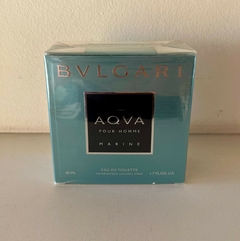 BVLGARI
AQVA
POUR HOMME
MARINE
EAU DE TOILETTE